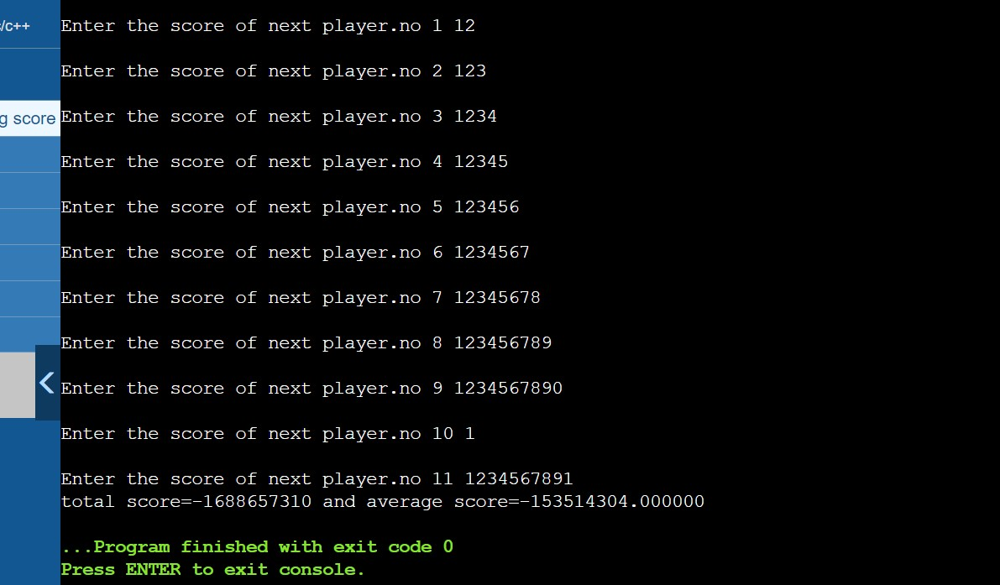 c/c++
Enter the score of next player.no 1 12
Enter the score of next player.no 2 123
g score
Enter the score of next player.no 3 1234
Enter the score of next player.no 4 12345
Enter the score of next player.no 5 123456
Enter the score of next player.no 6 1234567
Enter the score of next player.no 7 12345678
Enter the score of next player.no 8 123456789
Enter the score of next player.no 9 1234567890
Enter the score of next player.no 10 1
Enter the score of next player.no 11 1234567891
total score=-1688657310 and average score=-153514304.000000
...Program finished with exit code 0
Press ENTER to exit console.